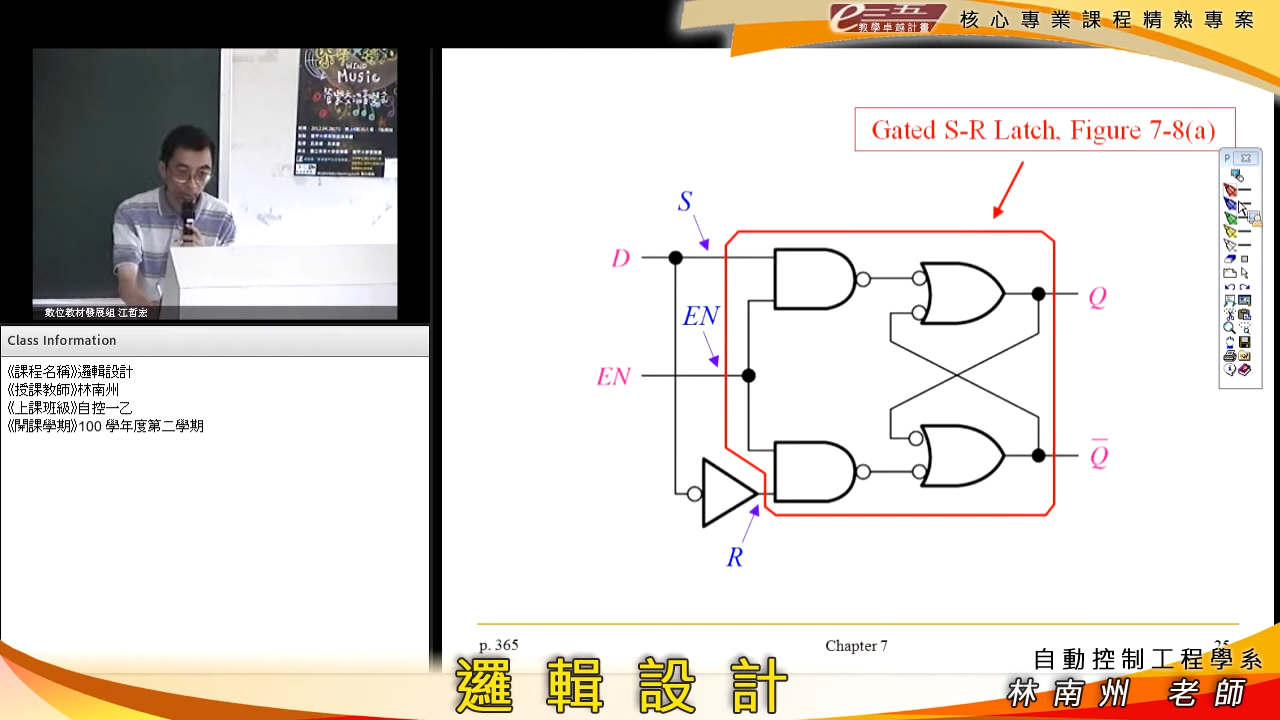 e三五
教學卓越計畫
核心專業課程精熟專案
Music
數位教材發展組 江哲宏
Class Information
《課程名稱》邏輯設計
《授課教師》林南州
《上課班級》自控一乙
《開課學期》100 學年度第二學期
Gated S-R Latch, Figure 7-8(a)
S
D
EN
EN
Q
Q̅
R
p. 365
Chapter 7
25
邏輯設計
自動控制工程學系
林南州 老師